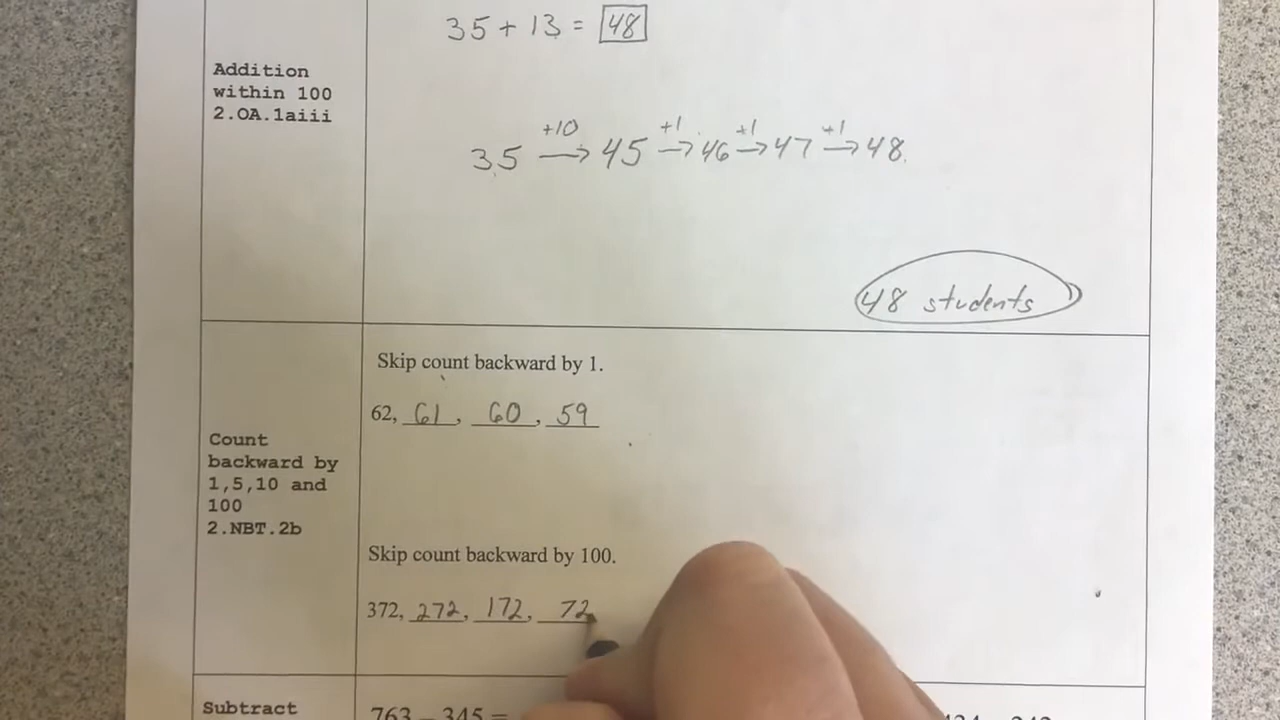 35 + 13 = 48
Addition
within 100
2.OA.1aiii
+10 +1 +1 +1
35 → 45 → 46 → 47 → 48
48 students
Skip count backward by 1.
62, 61, 60, 59
Count
backward by
1,5,10 and
100
2.NBT.2b
Skip count backward by 100.
372, 272, 172, 72
Subtract
763 - 345 =